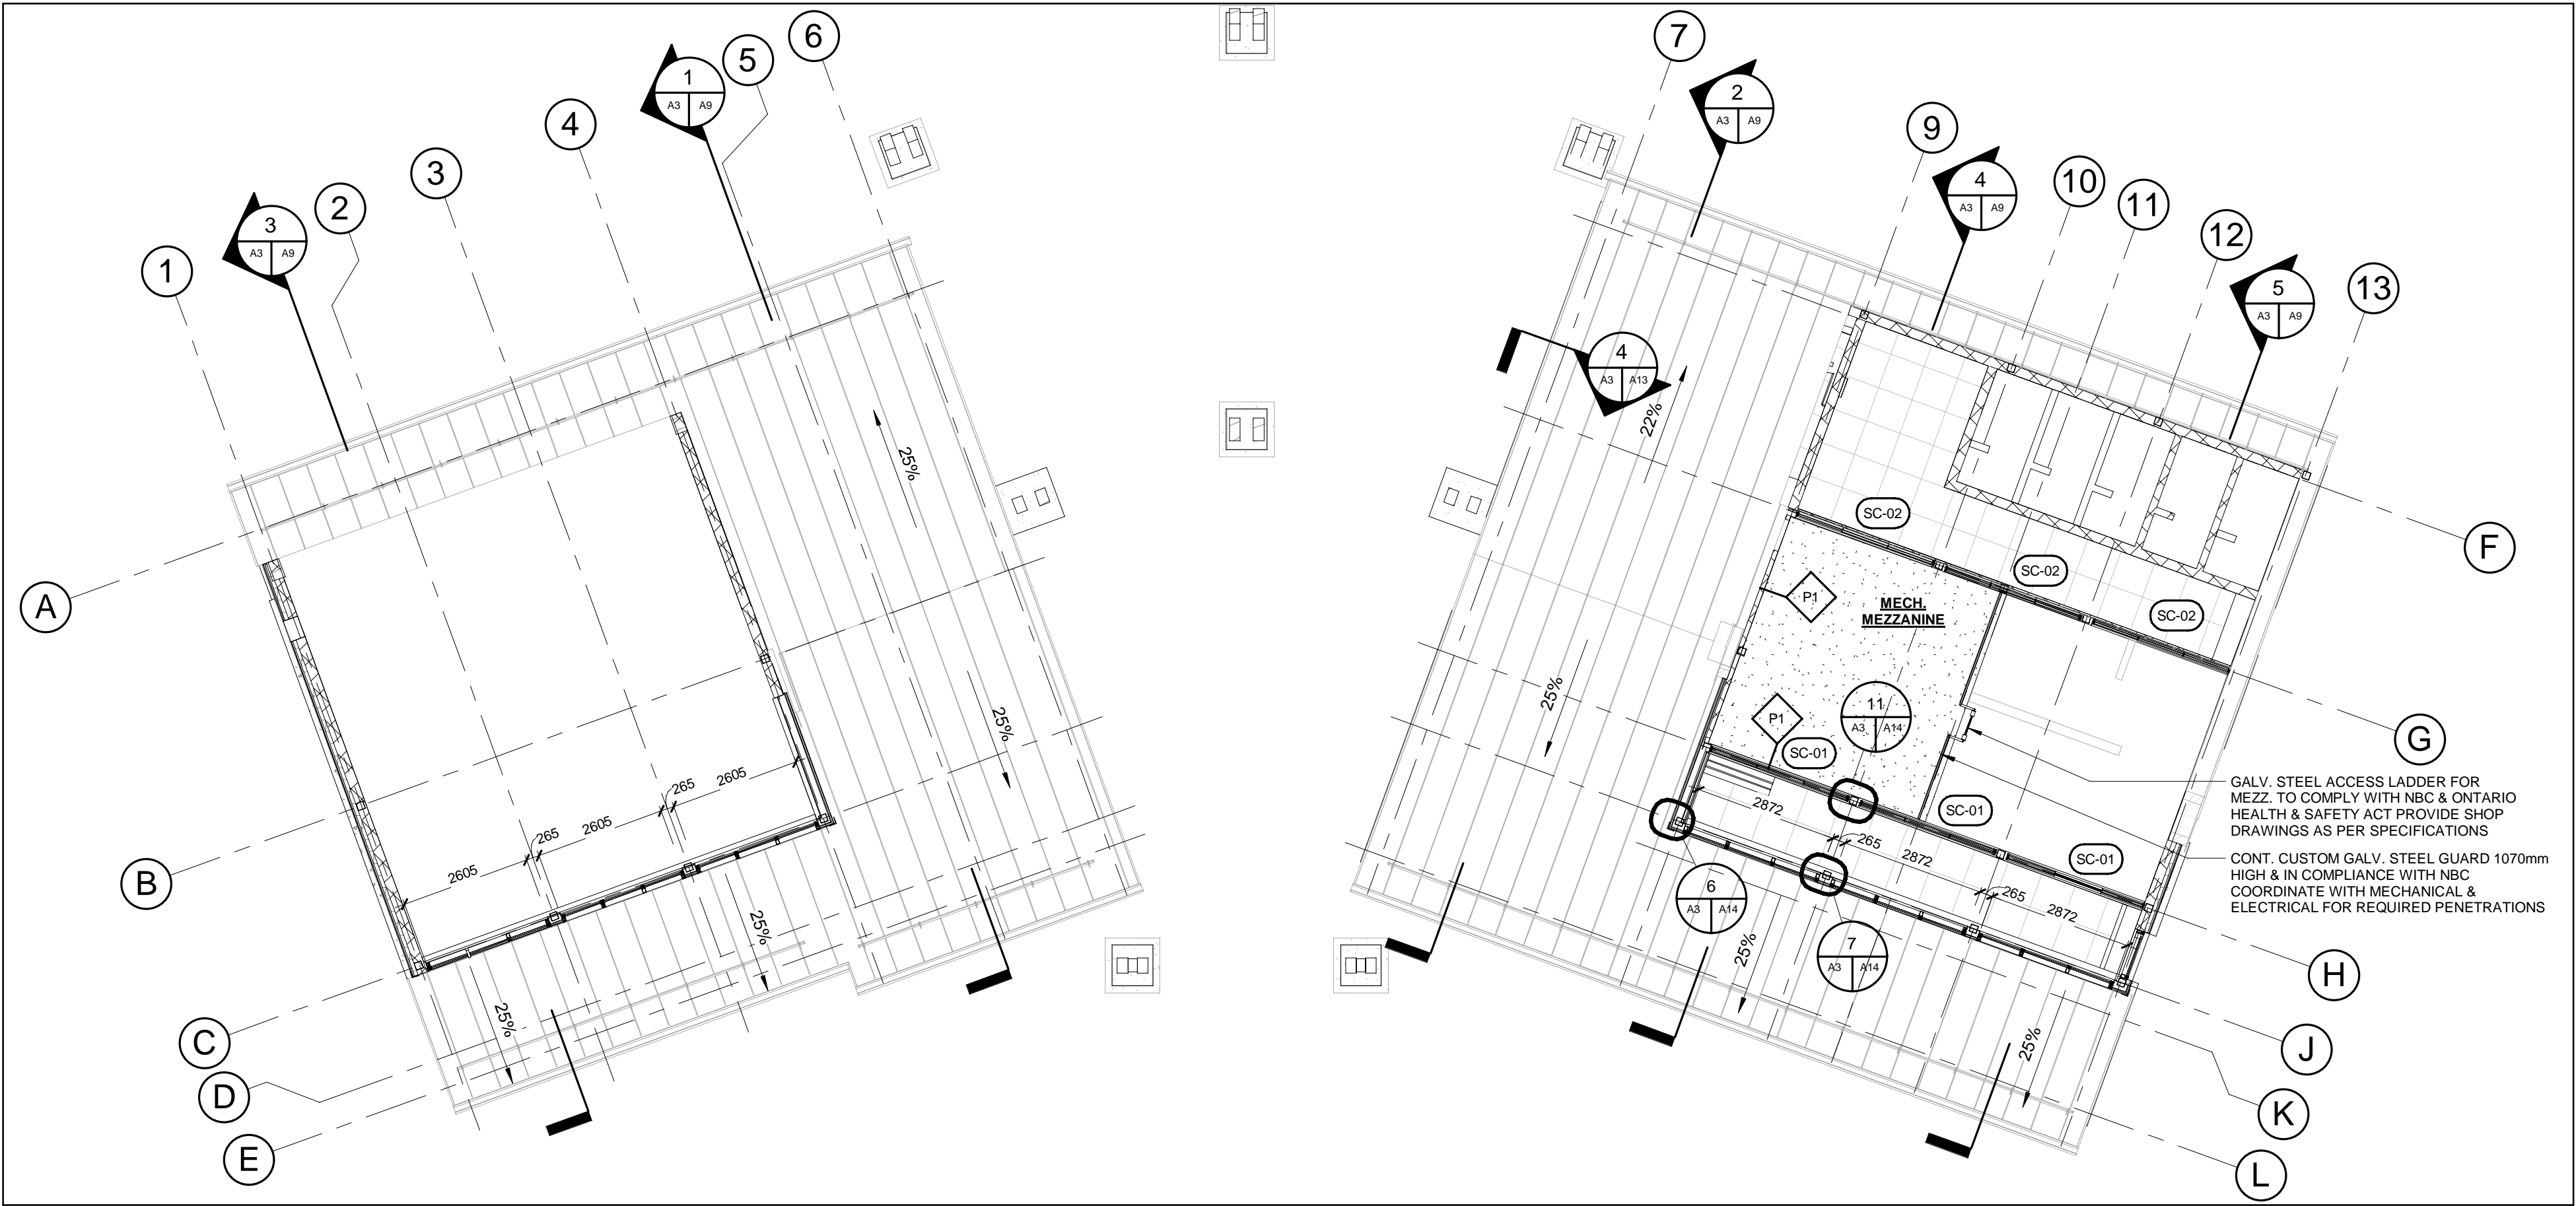 6
7
5
1
A3 A9
2
A3 A9
4
9
3
4
A3 A9
10
2
11
3
A3 A9
12
1
5
A3 A9
13
4
A3 A13
22%
25%
SC-02
F
SC-02
A
P1
MECH.
MEZZANINE
SC-02
25%
25%
P1
11
A3 A14
SC-01
G
265
2605
265
2605
2605
2872
SC-01
GALV. STEEL ACCESS LADDER FOR
MEZZ. TO COMPLY WITH NBC & ONTARIO
HEALTH & SAFETY ACT PROVIDE SHOP
DRAWINGS AS PER SPECIFICATIONS
265
2872
SC-01
CONT. CUSTOM GALV. STEEL GUARD 1070mm
HIGH & IN COMPLIANCE WITH NBC
COORDINATE WITH MECHANICAL &
ELECTRICAL FOR REQUIRED PENETRATIONS
B
6
A3 A14
265
2872
25%
25%
7
A3 A14
H
25%
25%
C
J
D
K
E
L